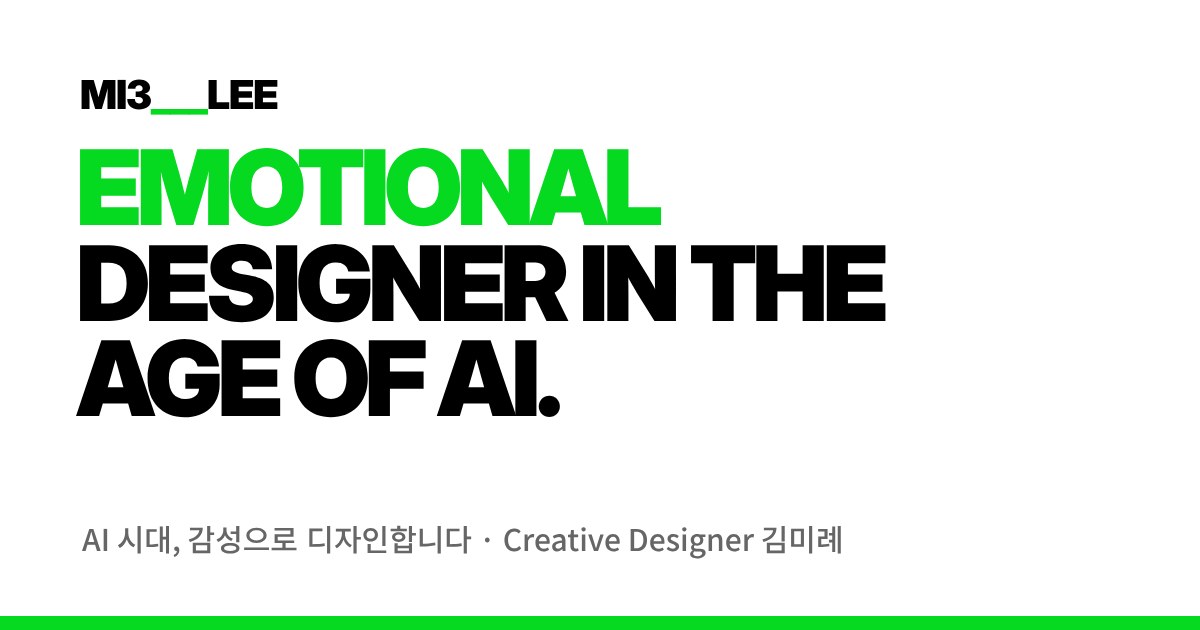 MI3__LEE
EMOTIONAL
DESIGNER IN THE
AGE OF AI.
AI 시대, 감성으로 디자인합니다 · Creative Designer 김미례